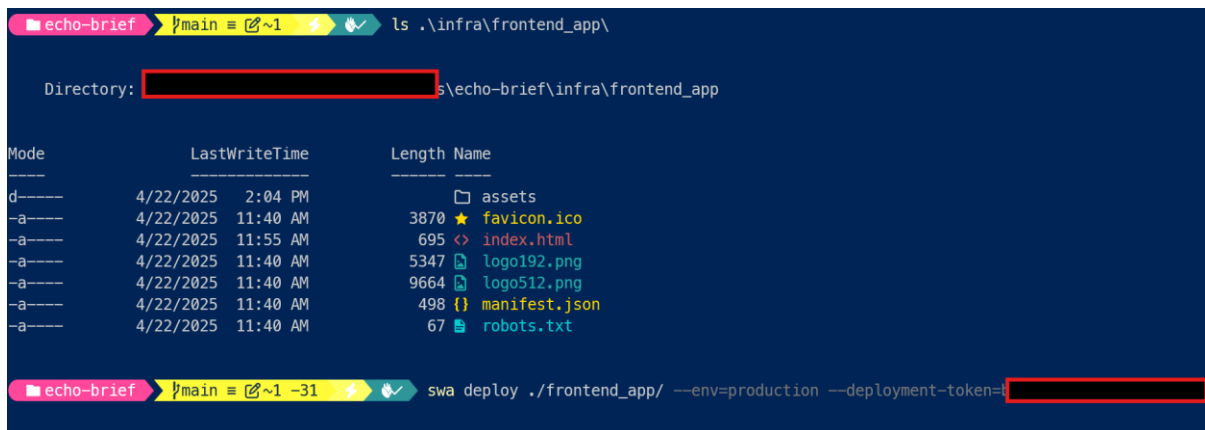 echo-brief main ≡ ~1 ls .\infra\frontend_app\
Directory: s\echo-brief\infra\frontend_app
Mode LastWriteTime Length Name
---- ------------- ------ ----
d----- 4/22/2025 2:04 PM assets
-a---- 4/22/2025 11:40 AM 3870 favicon.ico
-a---- 4/22/2025 11:55 AM 695 index.html
-a---- 4/22/2025 11:40 AM 5347 logo192.png
-a---- 4/22/2025 11:40 AM 9664 logo512.png
-a---- 4/22/2025 11:40 AM 498 manifest.json
-a---- 4/22/2025 11:40 AM 67 robots.txt
echo-brief main ≡ ~1 -31 swa deploy ./frontend_app/ --env=production --deployment-token=b